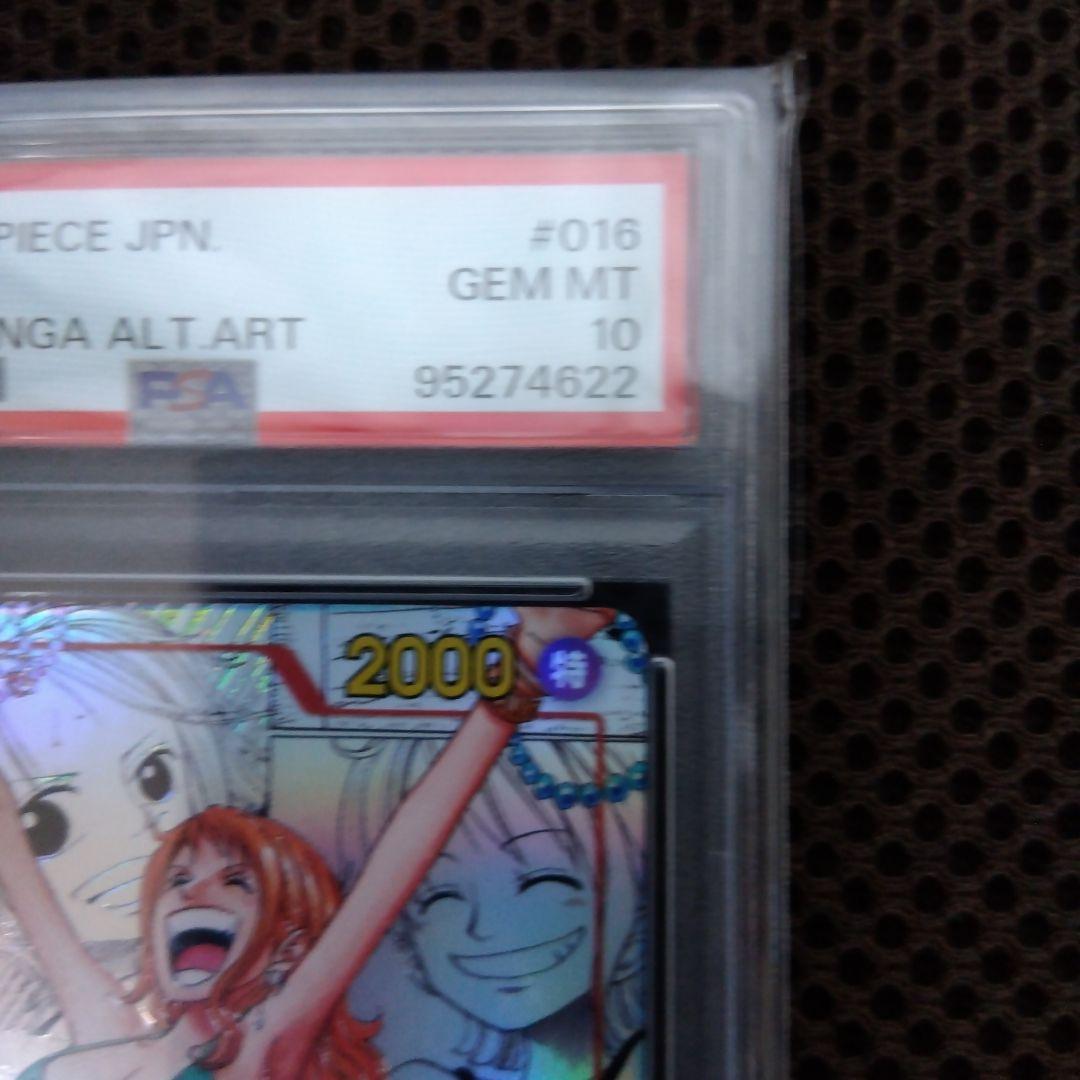 PIECE JPN. #016
GEM MT
NGA ALT.ART 10
PSA 95274622
2000 特